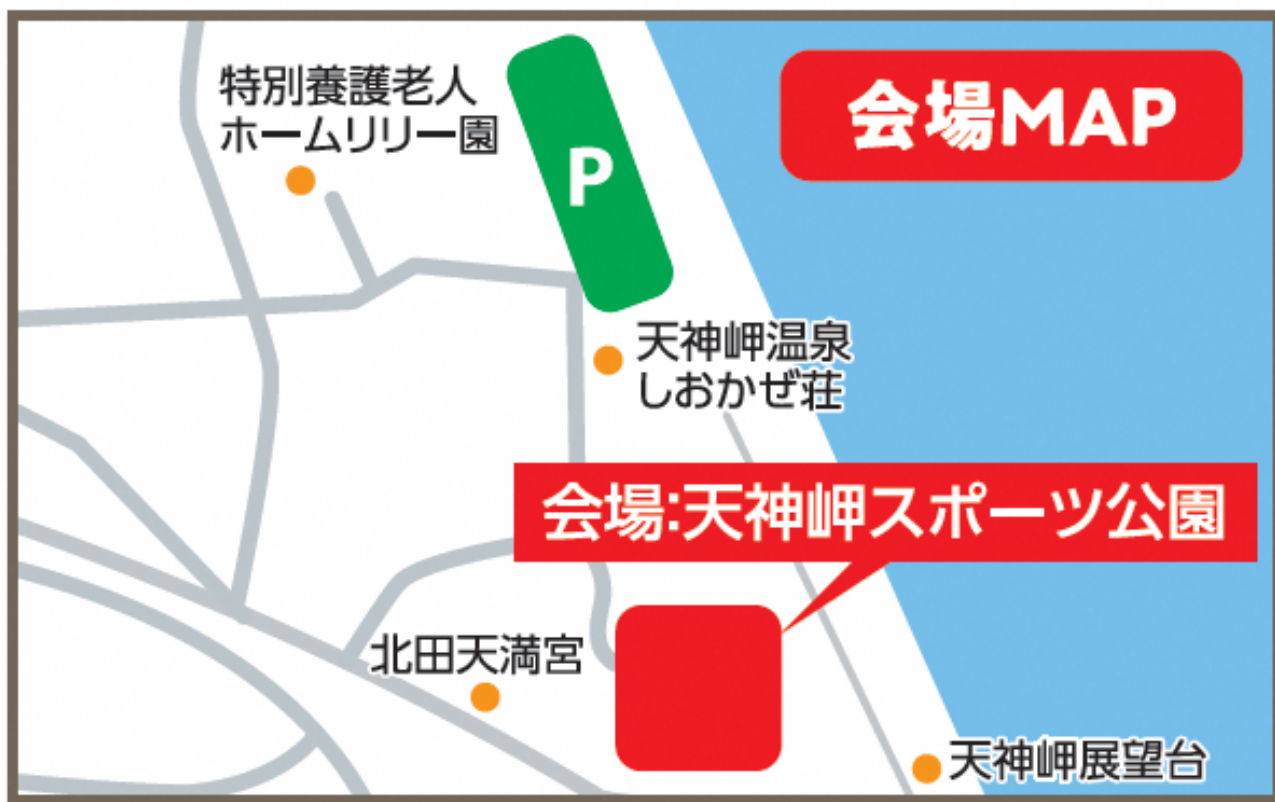 会場MAP
特別養護老人
ホームリリー園
P
天神岬温泉
しおかぜ荘
会場:天神岬スポーツ公園
北田天満宮
天神岬展望台